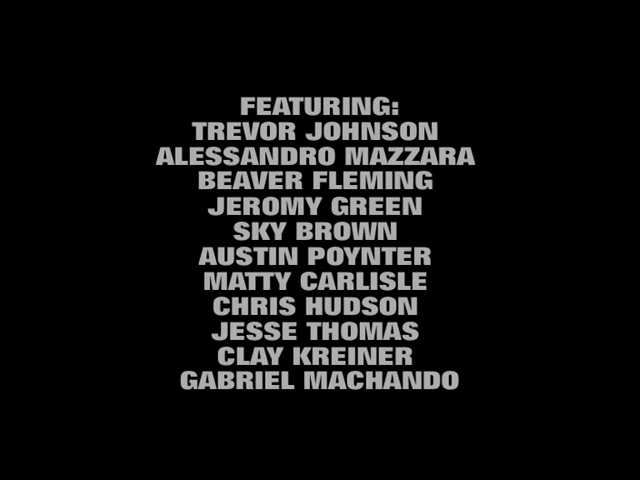 FEATURING:
TREVOR JOHNSON
ALESSANDRO MAZZARA
BEAVER FLEMING
JEROMY GREEN
SKY BROWN
AUSTIN POYNTER
MATTY CARLISLE
CHRIS HUDSON
JESSE THOMAS
CLAY KREINER
GABRIEL MACHANDO